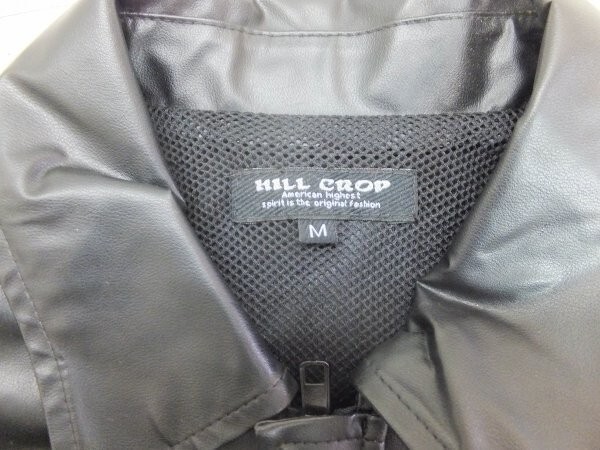 HILL CROP
American highest
spirit is the original fashion
M